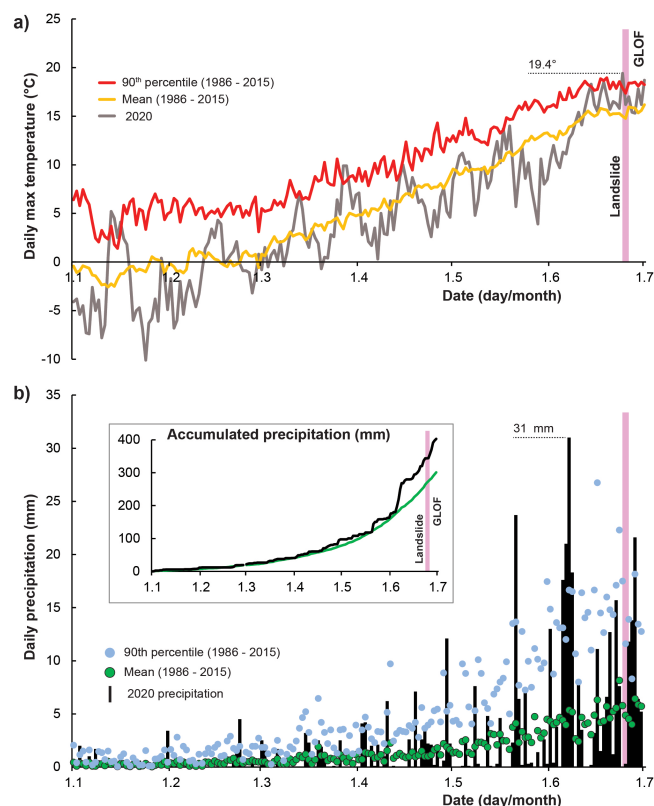 a)
25
20
15
10
5
0
-5
-10
Daily max temperature (°C)
90th percentile (1986 - 2015)
Mean (1986 - 2015)
2020
19.4°
Landslide
GLOF
1.1
1.2
1.3
1.4
1.5
1.6
1.7
Date (day/month)
b)
35
30
25
20
15
10
5
0
Daily precipitation (mm)
Accumulated precipitation (mm)
400
300
200
100
0
1.1
1.2
1.3
1.4
1.5
1.6
1.7
Landslide
GLOF
31 mm
90th percentile (1986 - 2015)
Mean (1986 - 2015)
2020 precipitation
1.1
1.2
1.3
1.4
1.5
1.6
1.7
Date (day/month)